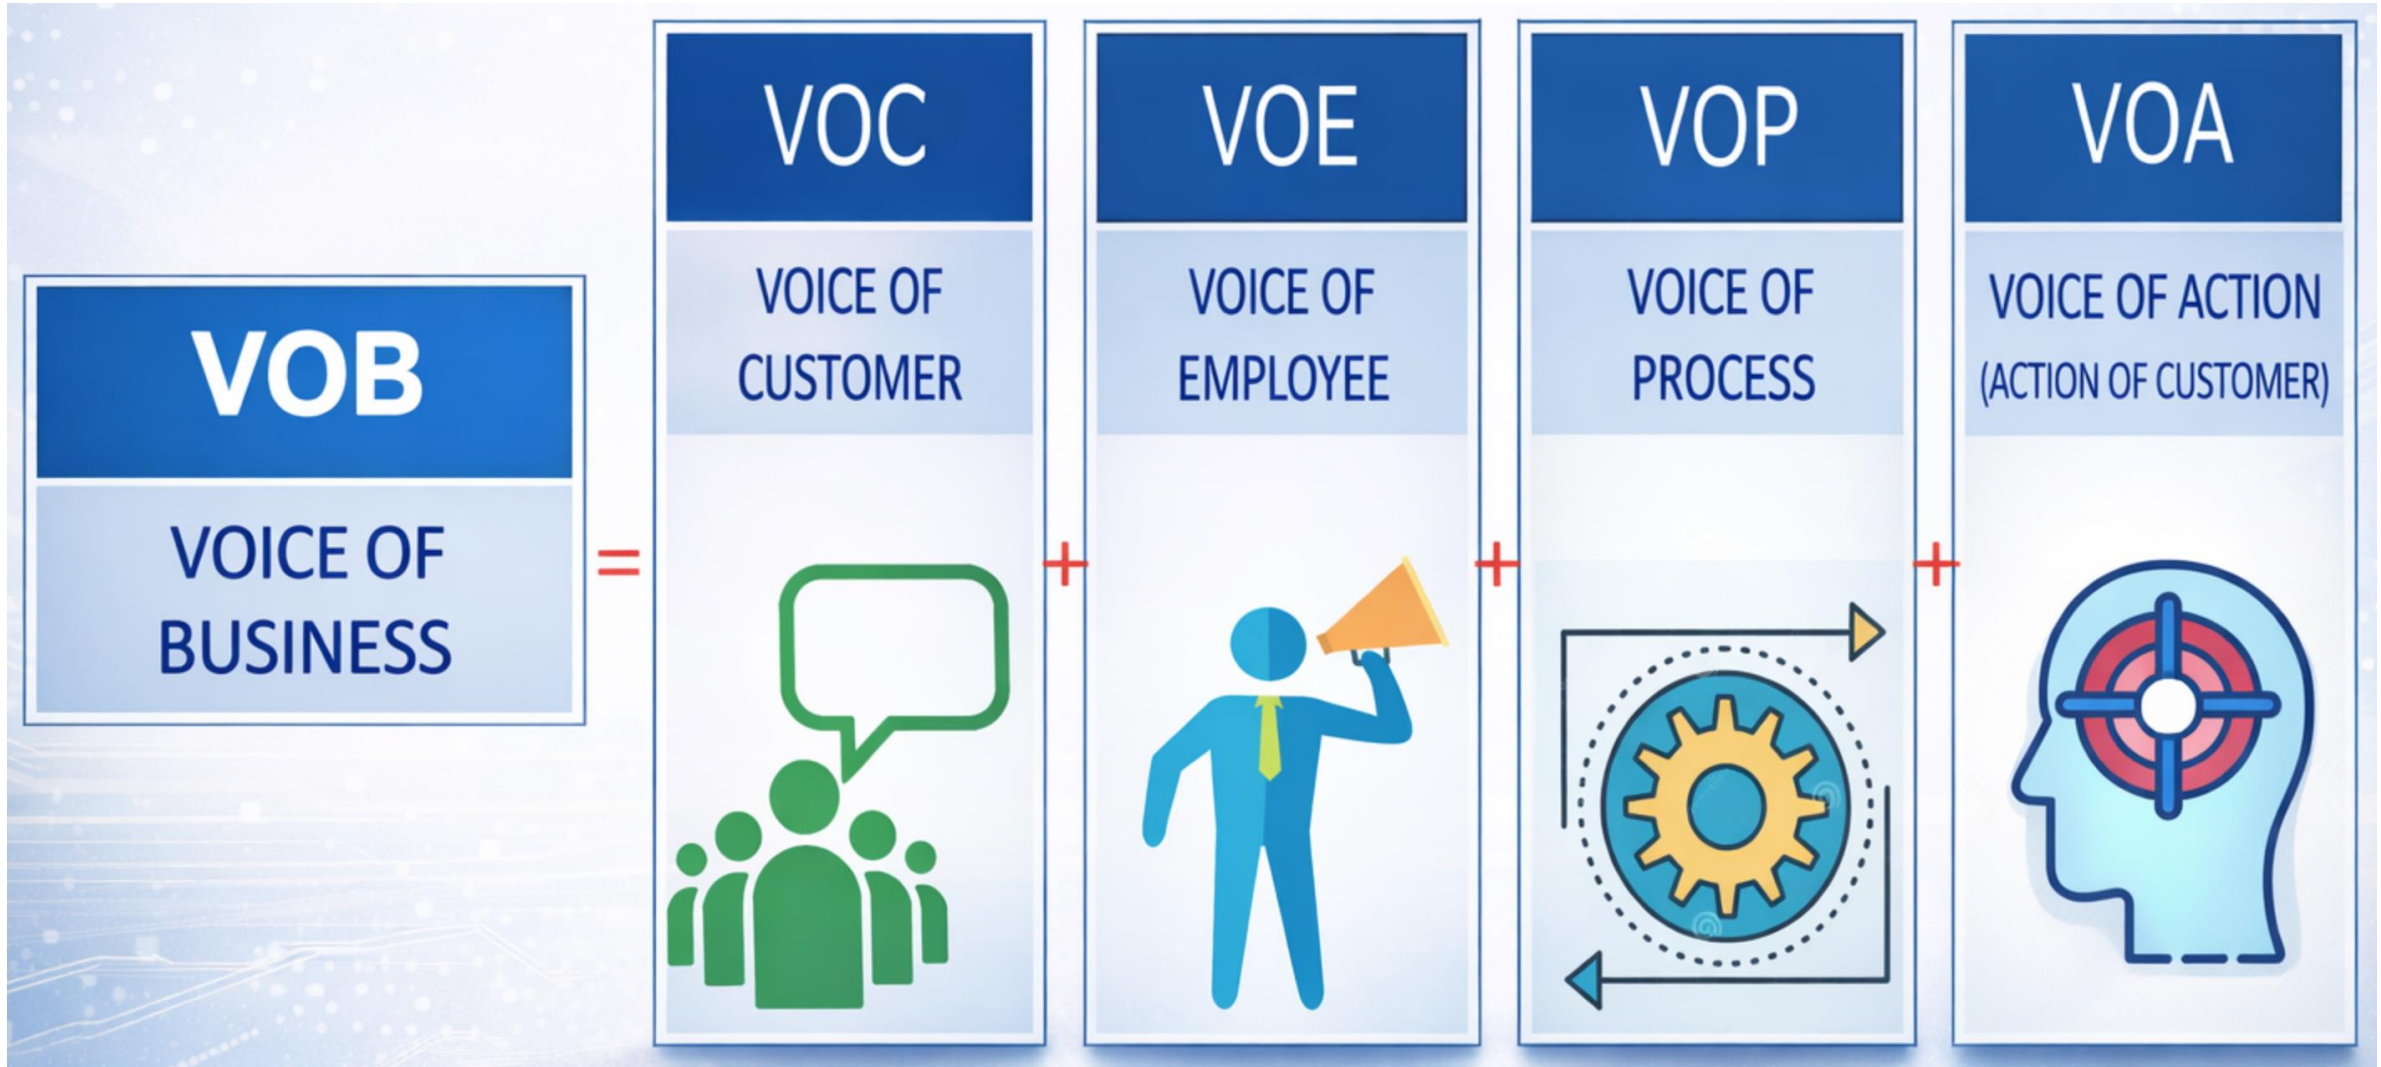 VOB
VOICE OF
BUSINESS
=
VOC
VOICE OF
CUSTOMER
+
VOE
VOICE OF
EMPLOYEE
+
VOP
VOICE OF
PROCESS
+
VOA
VOICE OF ACTION
(ACTION OF CUSTOMER)